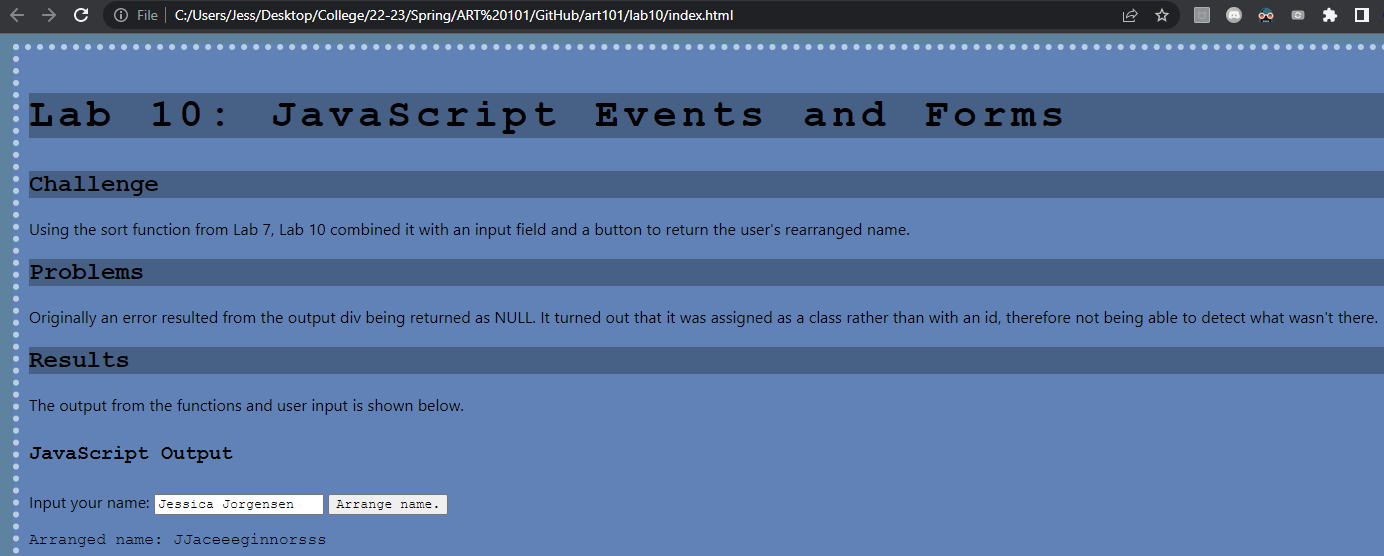 File C:/Users/Jess/Desktop/College/22-23/Spring/ART%20101/GitHub/art101/lab10/index.html
Lab 10: JavaScript Events and Forms
Challenge
Using the sort function from Lab 7, Lab 10 combined it with an input field and a button to return the user's rearranged name.
Problems
Originally an error resulted from the output div being returned as NULL. It turned out that it was assigned as a class rather than with an id, therefore not being able to detect what wasn't there.
Results
The output from the functions and user input is shown below.
JavaScript Output
Input your name: Jessica Jorgensen Arrange name.
Arranged name: JJaceeeginnorsss